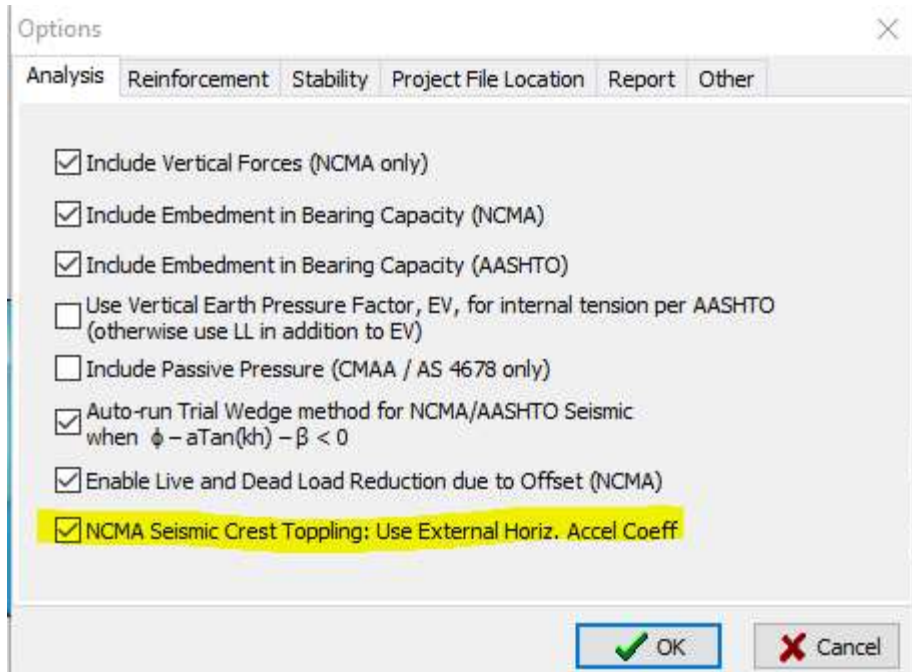 Options
Analysis Reinforcement Stability Project File Location Report Other
Include Vertical Forces (NCMA only)
Include Embedment in Bearing Capacity (NCMA)
Include Embedment in Bearing Capacity (AASHTO)
Use Vertical Earth Pressure Factor, EV, for internal tension per AASHTO
(otherwise use LL in addition to EV)
Include Passive Pressure (CMAA / AS 4678 only)
Auto-run Trial Wedge method for NCMA/AASHTO Seismic
when ϕ – aTan(kh) – β < 0
Enable Live and Dead Load Reduction due to Offset (NCMA)
NCMA Seismic Crest Toppling: Use External Horiz. Accel Coeff
OK Cancel